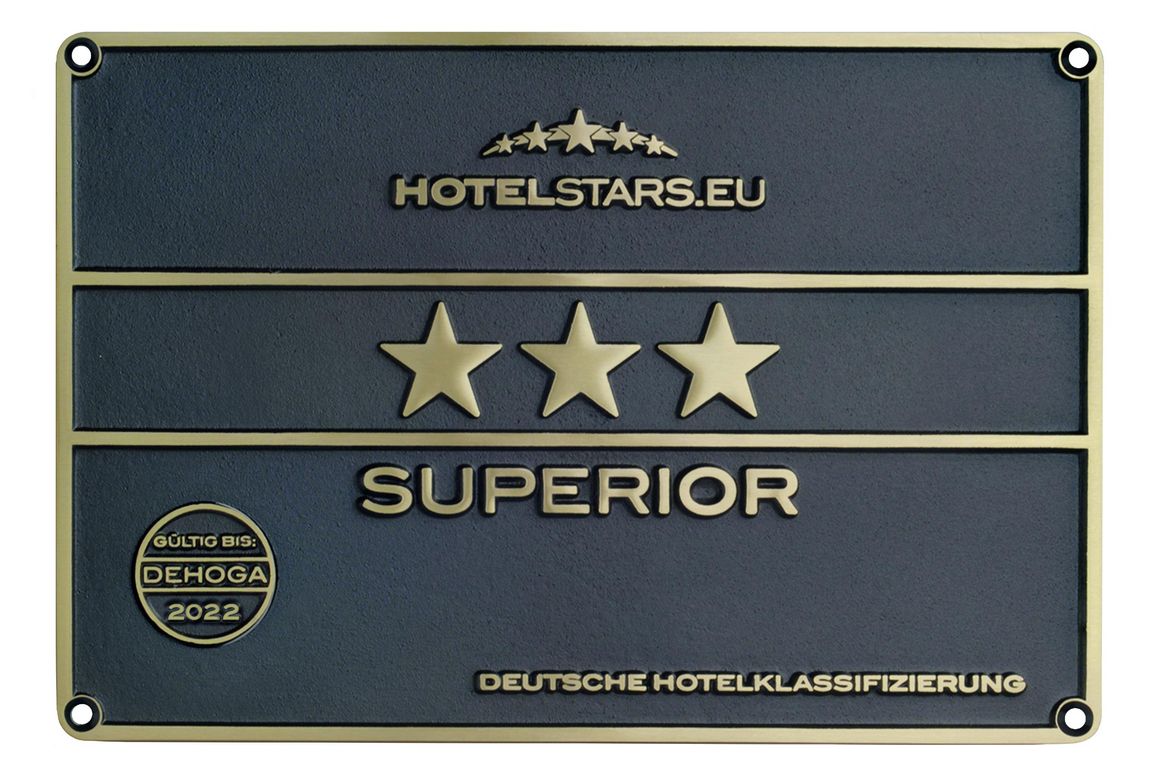 HOTELSTARS.EU
SUPERIOR
GÜLTIG BIS:
DEHOGA
2022
DEUTSCHE HOTELKLASSIFIZIERUNG